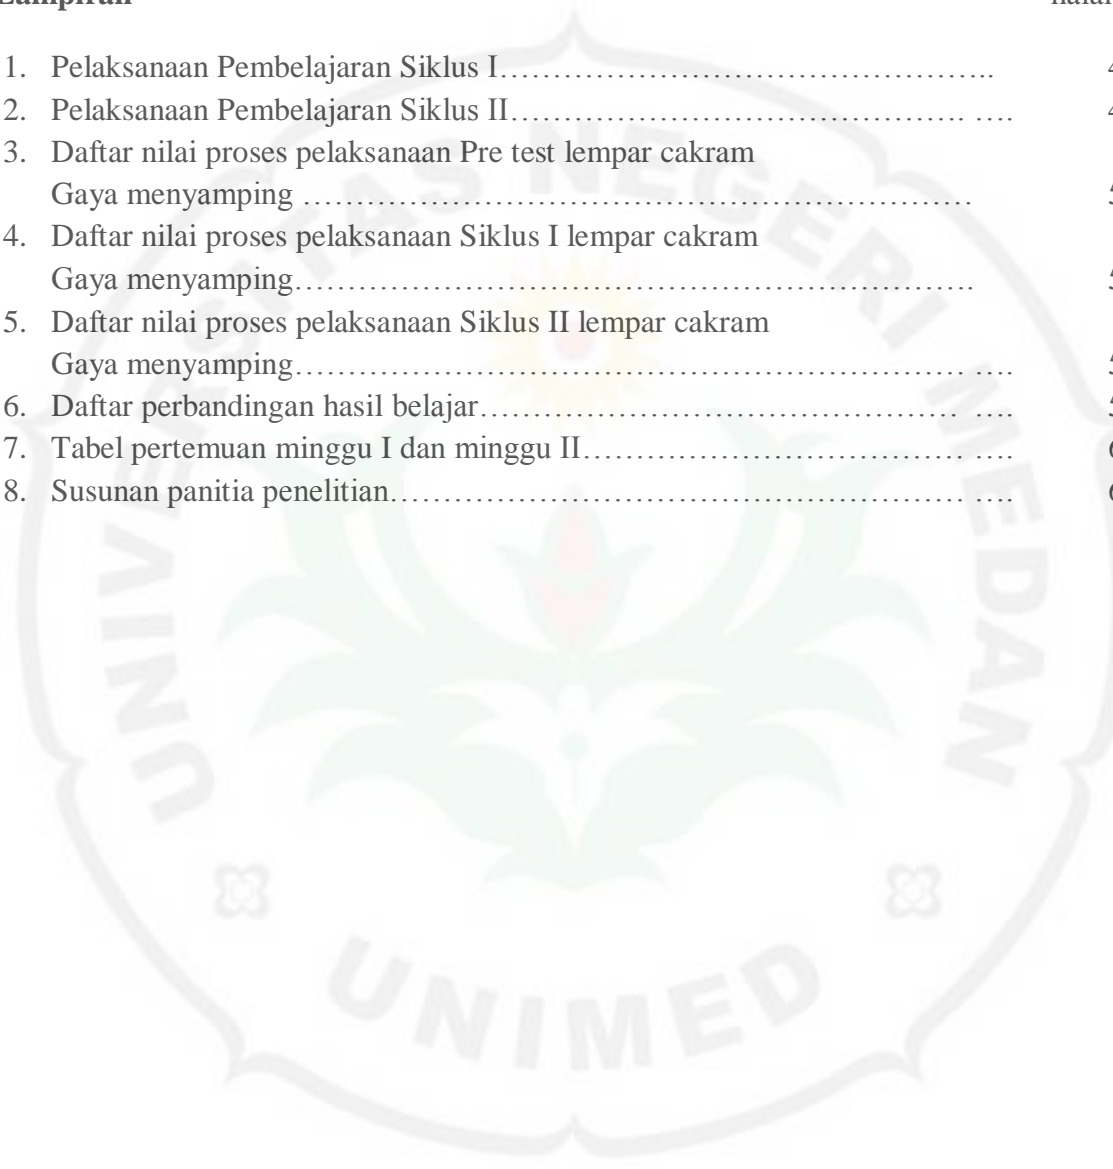 1. Pelaksanaan Pembelajaran Siklus I…………………………………………..
2. Pelaksanaan Pembelajaran Siklus II……………………………………. ….
3. Daftar nilai proses pelaksanaan Pre test lempar cakram
Gaya menyamping …………………………………………………………
4. Daftar nilai proses pelaksanaan Siklus I lempar cakram
Gaya menyamping………………………………………………………….
5. Daftar nilai proses pelaksanaan Siklus II lempar cakram
Gaya menyamping………………………………………………………… ….
6. Daftar perbandingan hasil belajar……………………………………… ….
7. Tabel pertemuan minggu I dan minggu II……………………………… ….
8. Susunan panitia penelitian……………………………………………… ….
UNIVERSITAS NEGERI MEDAN
UNIMED